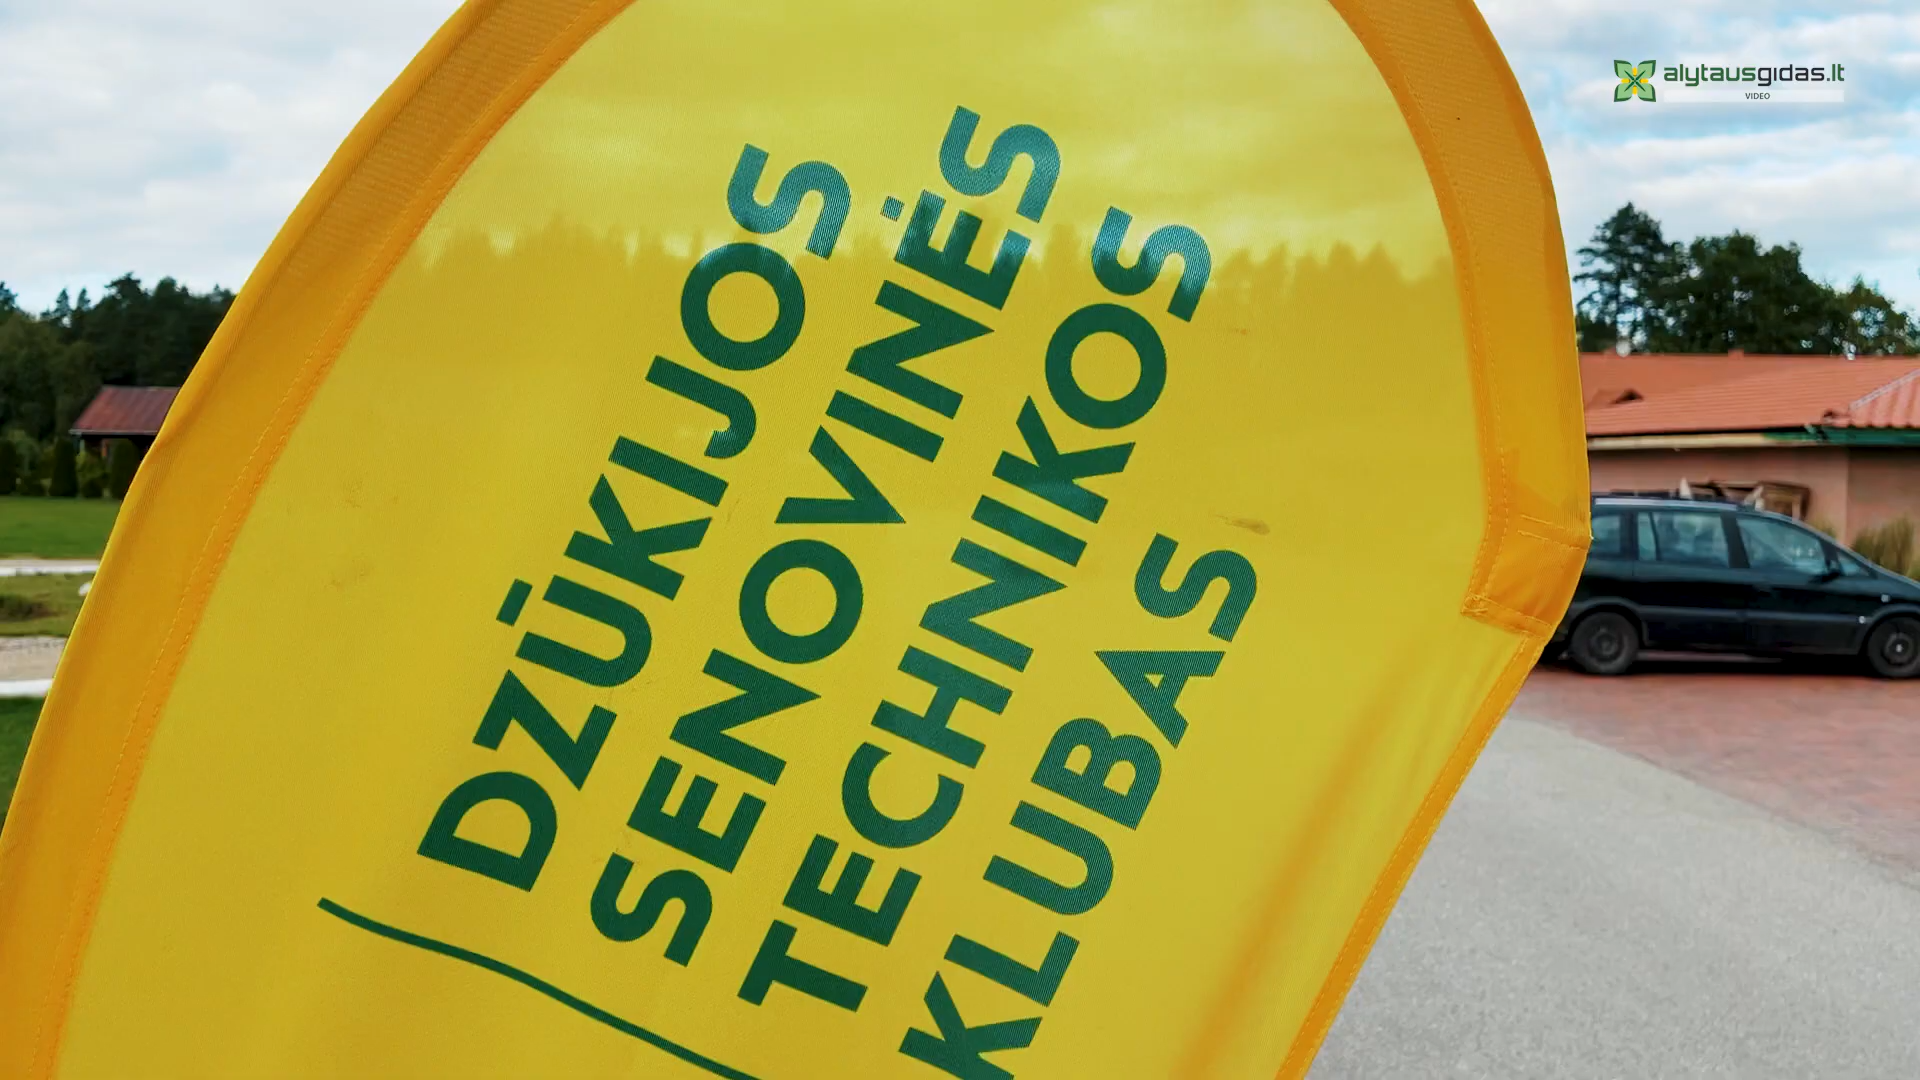 DZŪKIJOS
SENOVINĖS
TECHNIKOS
KLUBAS
alytausgidas.lt
VIDEO